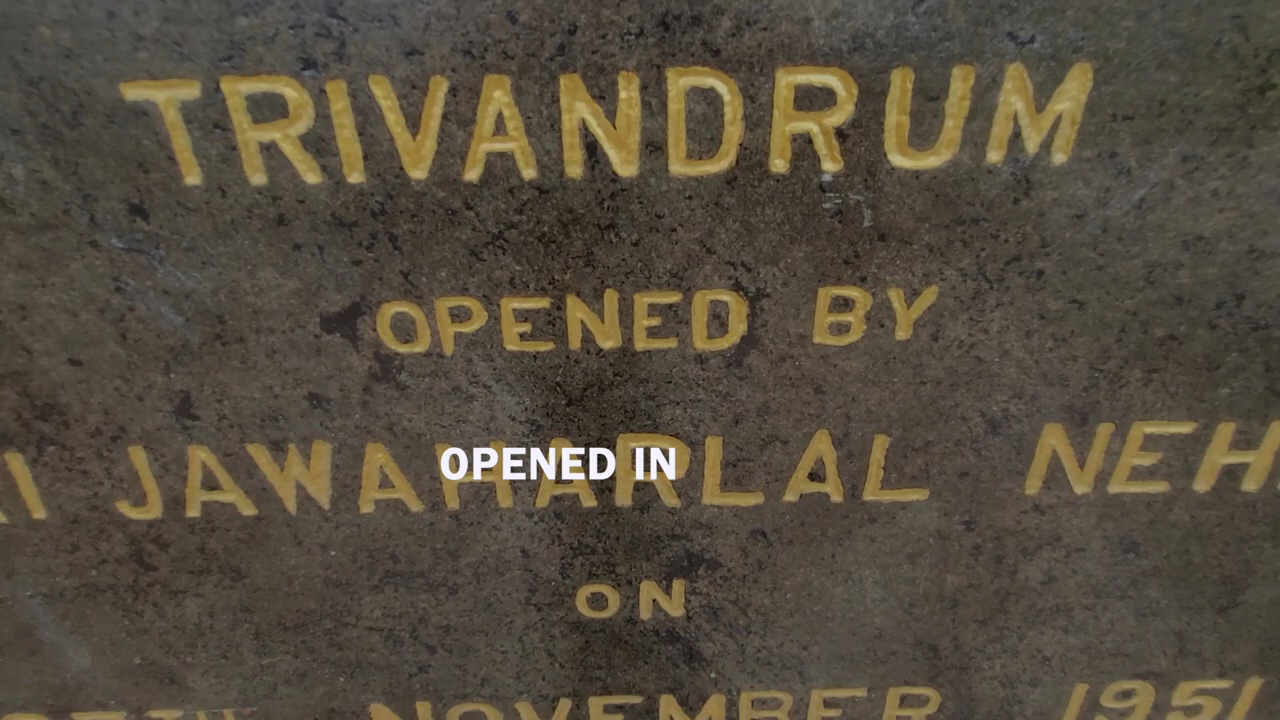 TRIVANDRUM
OPENED BY
JAWAHARLAL NEH
OPENED IN
ON
NOVEMBER 1951